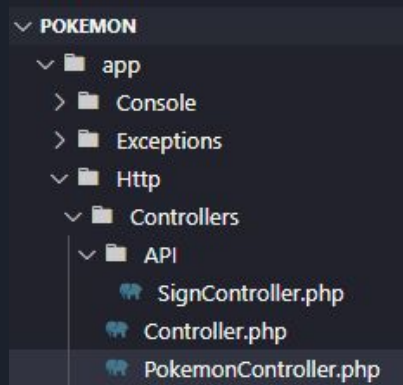 POKEMON
app
Console
Exceptions
Http
Controllers
API
SignController.php
Controller.php
PokemonController.php